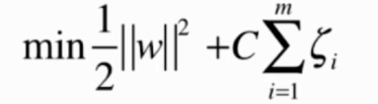 min 1/2 ||w||² + C ∑_{i=1}^{m} ζ_i